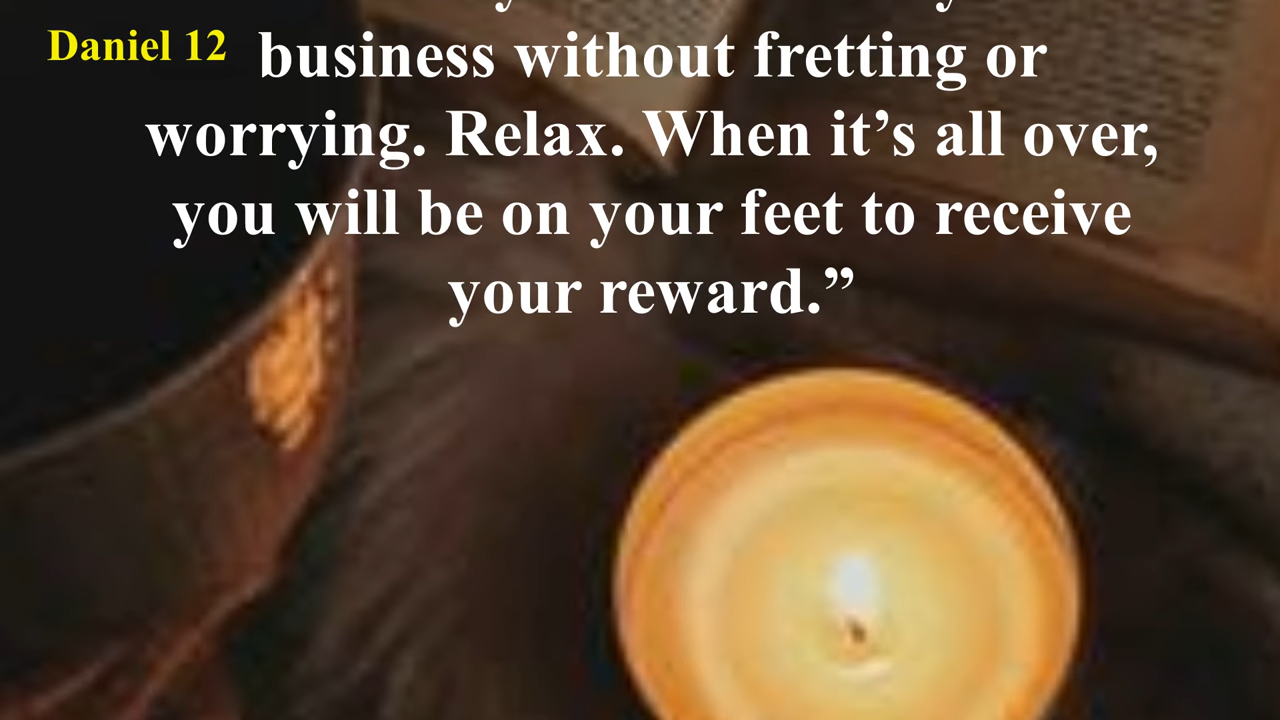 Daniel 12
business without fretting or
worrying. Relax. When it’s all over,
you will be on your feet to receive
your reward.”